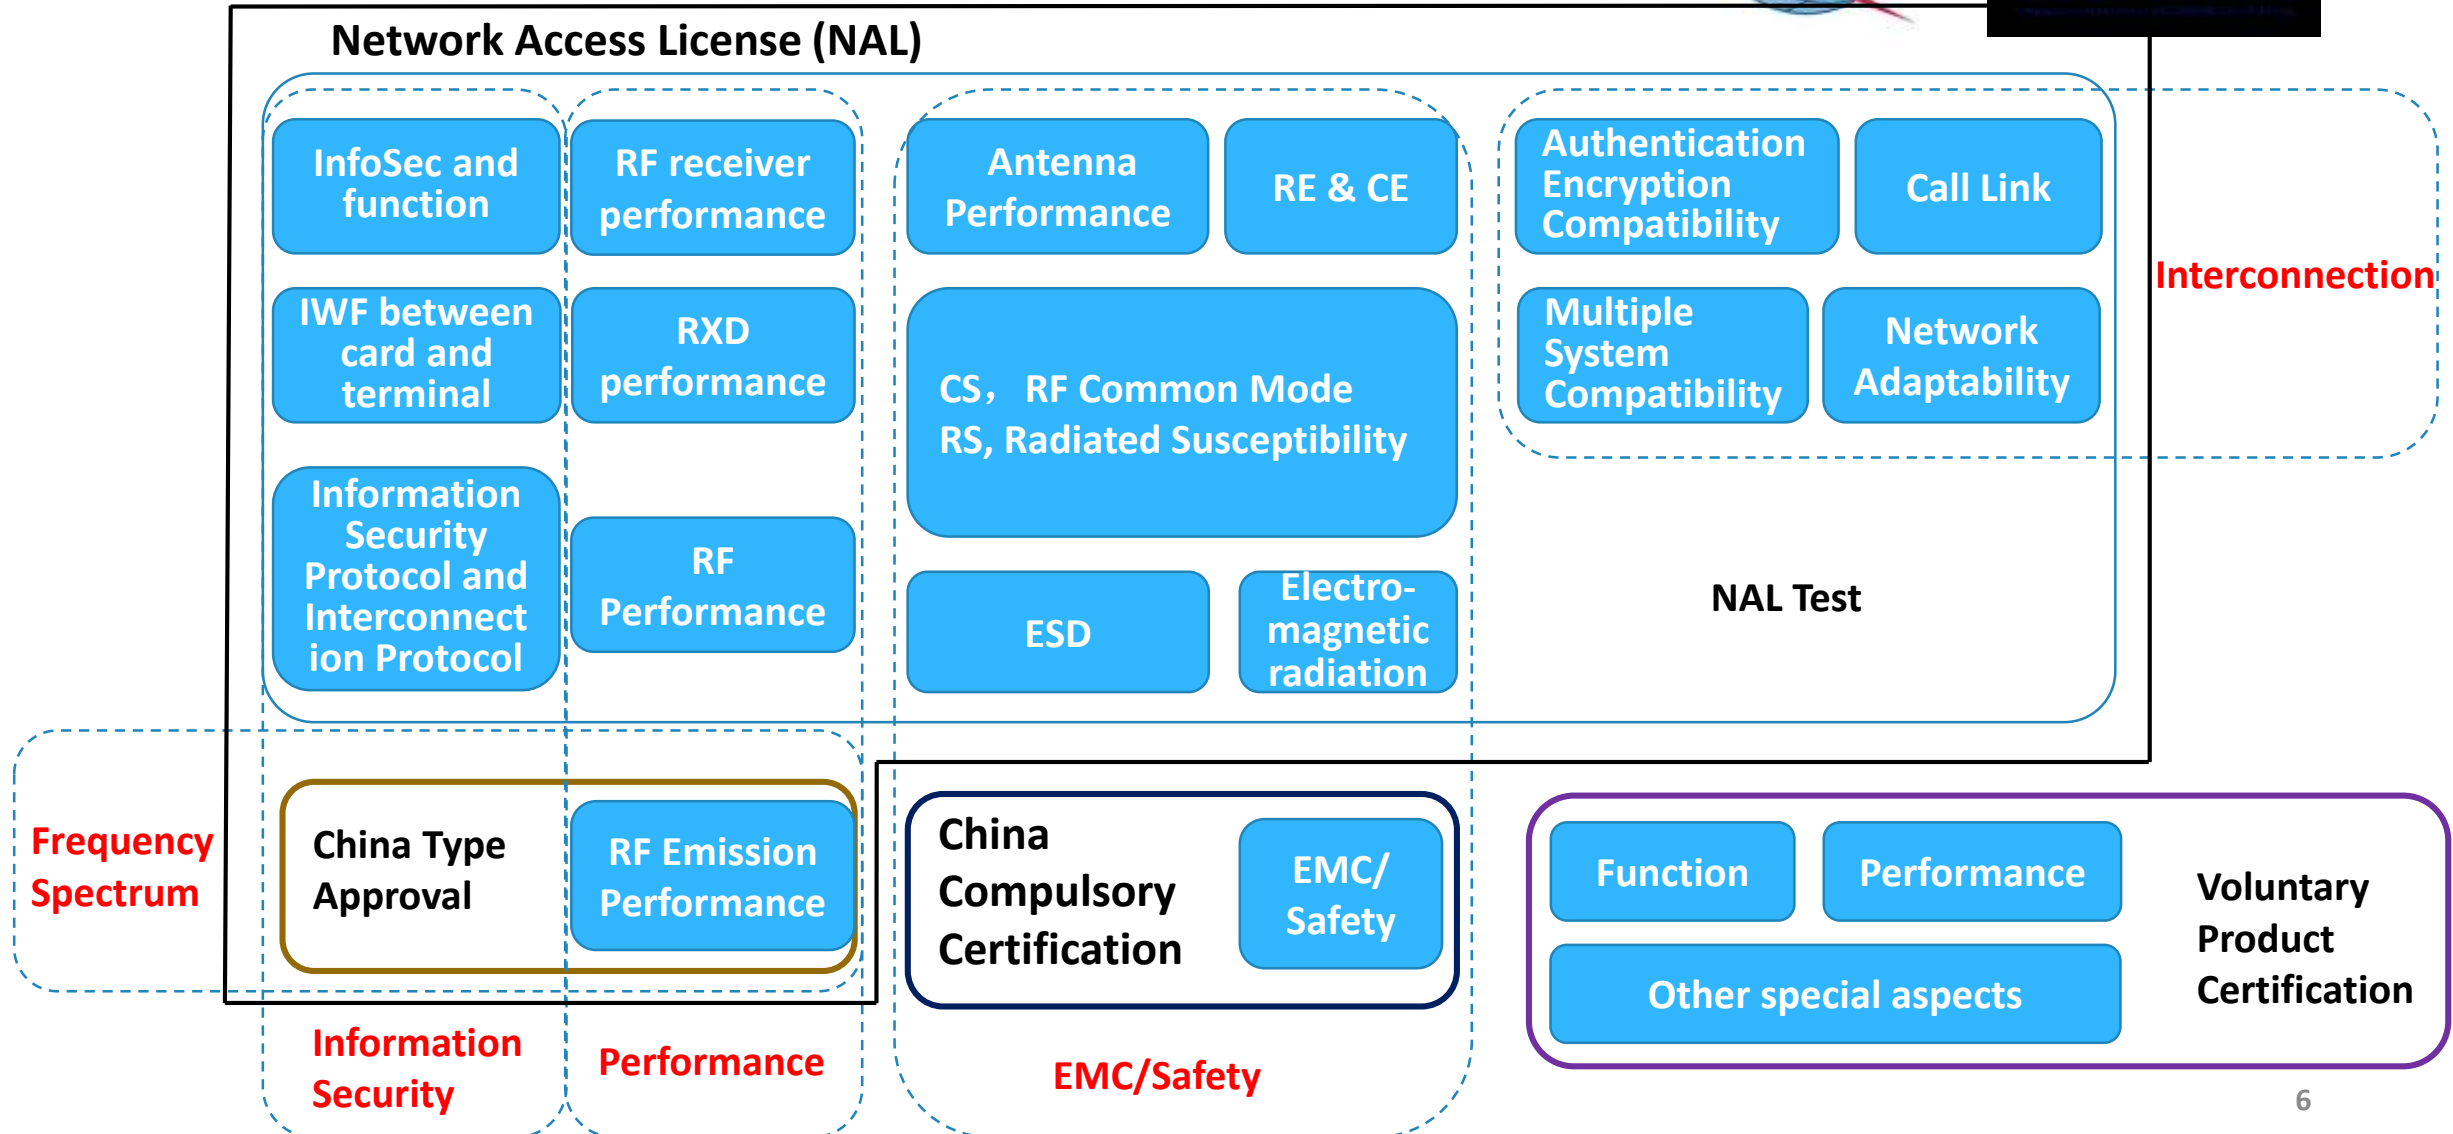 Network Access License (NAL)
InfoSec and
function
RF receiver
performance
Antenna
Performance
RE & CE
Authentication
Encryption
Compatibility
Call Link
Interconnection
IWF between
card and
terminal
RXD
performance
CS， RF Common Mode
RS, Radiated Susceptibility
Multiple
System
Compatibility
Network
Adaptability
Information
Security
Protocol and
Interconnect
ion Protocol
RF
Performance
ESD
Electro-
magnetic
radiation
NAL Test
Frequency
Spectrum
China Type
Approval
RF Emission
Performance
China
Compulsory
Certification
EMC/
Safety
Function
Performance
Other special aspects
Voluntary
Product
Certification
Information
Security
Performance
EMC/Safety
6